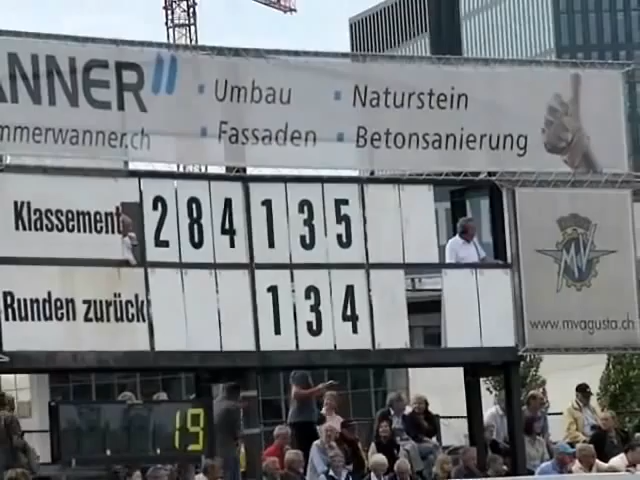 ANNER
Umbau
Naturstein
mmerwanner.ch
Fassaden
Betonsanierung
Klassement 2 8 4 1 3 5
Runden zurück 1 3 4
MV
www.mvagusta.ch
19